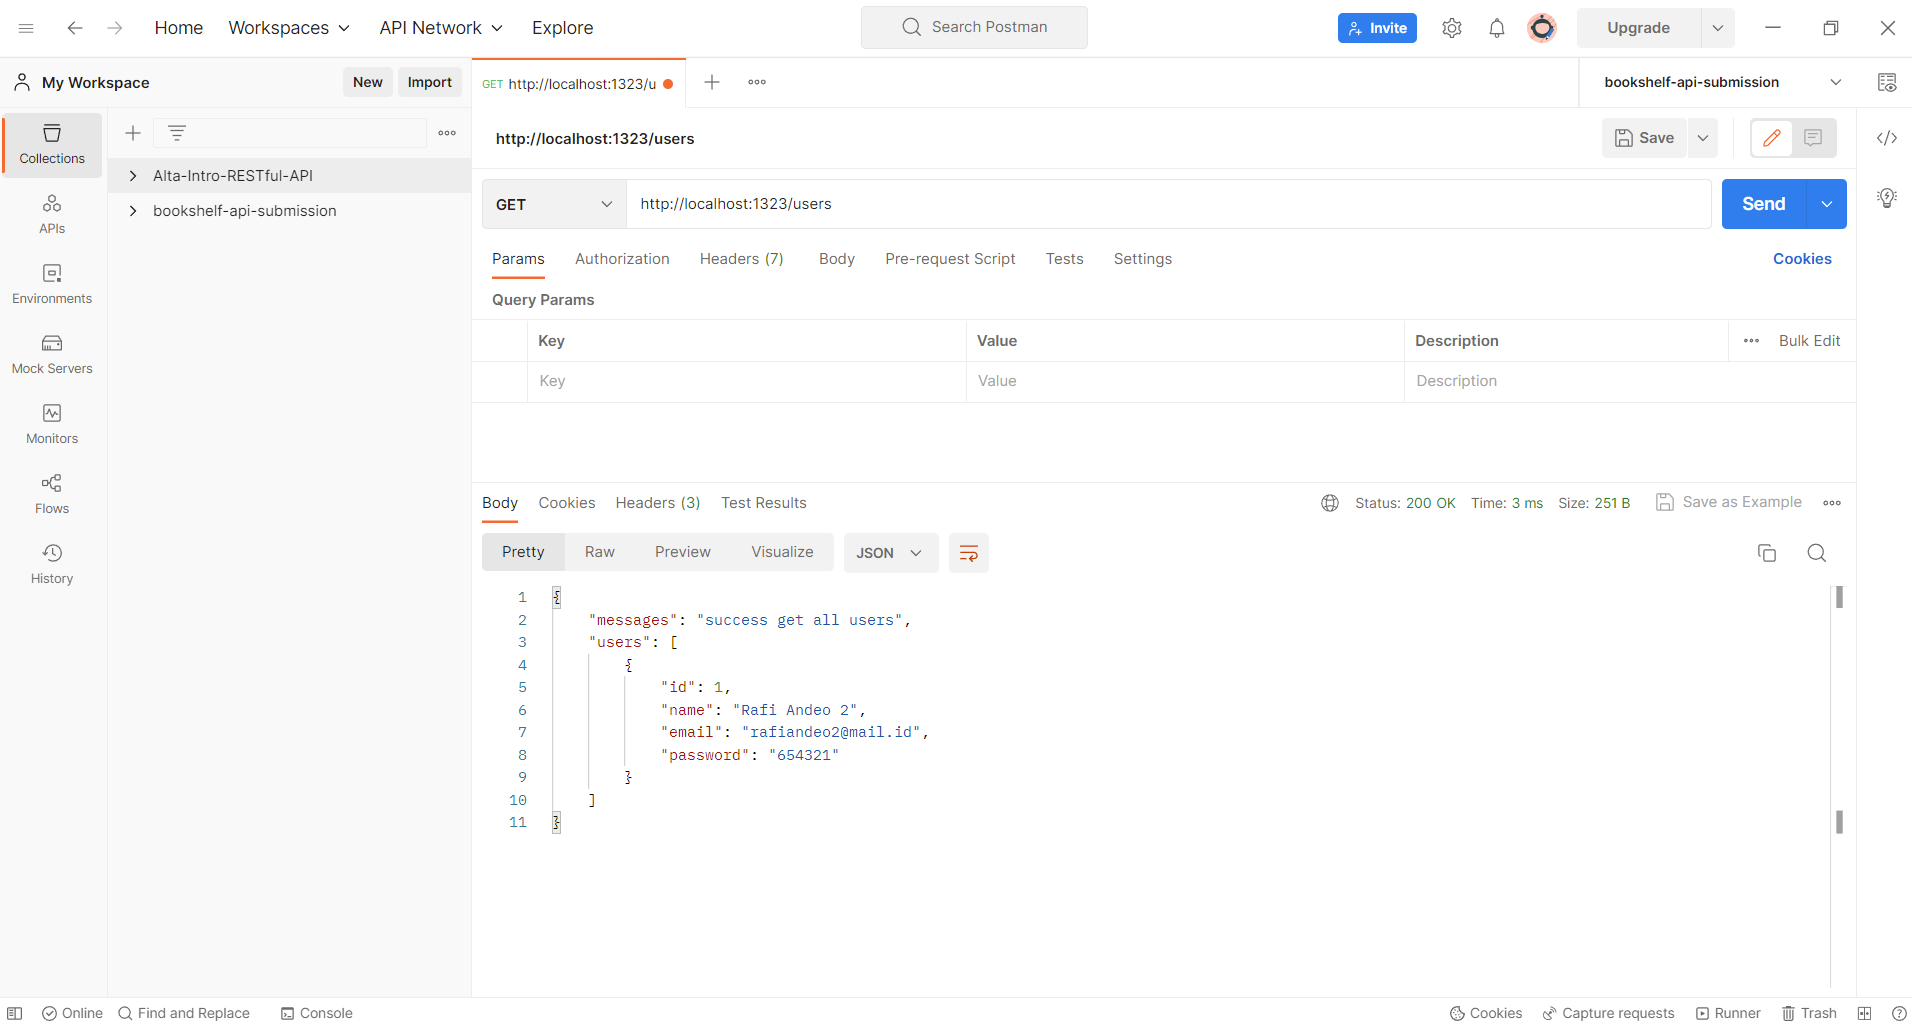 Home Workspaces API Network Explore Search Postman Invite Upgrade
My Workspace New Import GET http://localhost:1323/u bookshelf-api-submission
Collections
APIs
Environments
Mock Servers
Monitors
Flows
History
Alta-Intro-RESTful-API
bookshelf-api-submission
http://localhost:1323/users Save
GET http://localhost:1323/users Send
Params Authorization Headers (7) Body Pre-request Script Tests Settings Cookies
Query Params
Key Value Description Bulk Edit
Key Value Description
Body Cookies Headers (3) Test Results Status: 200 OK Time: 3 ms Size: 251 B Save as Example
Pretty Raw Preview Visualize JSON
1 {
2 "messages": "success get all users",
3 "users": [
4 {
5 "id": 1,
6 "name": "Rafi Andeo 2",
7 "email": "rafiandeo2@mail.id",
8 "password": "654321"
9 }
10 ]
11 }
Online Find and Replace Console Cookies Capture requests Runner Trash